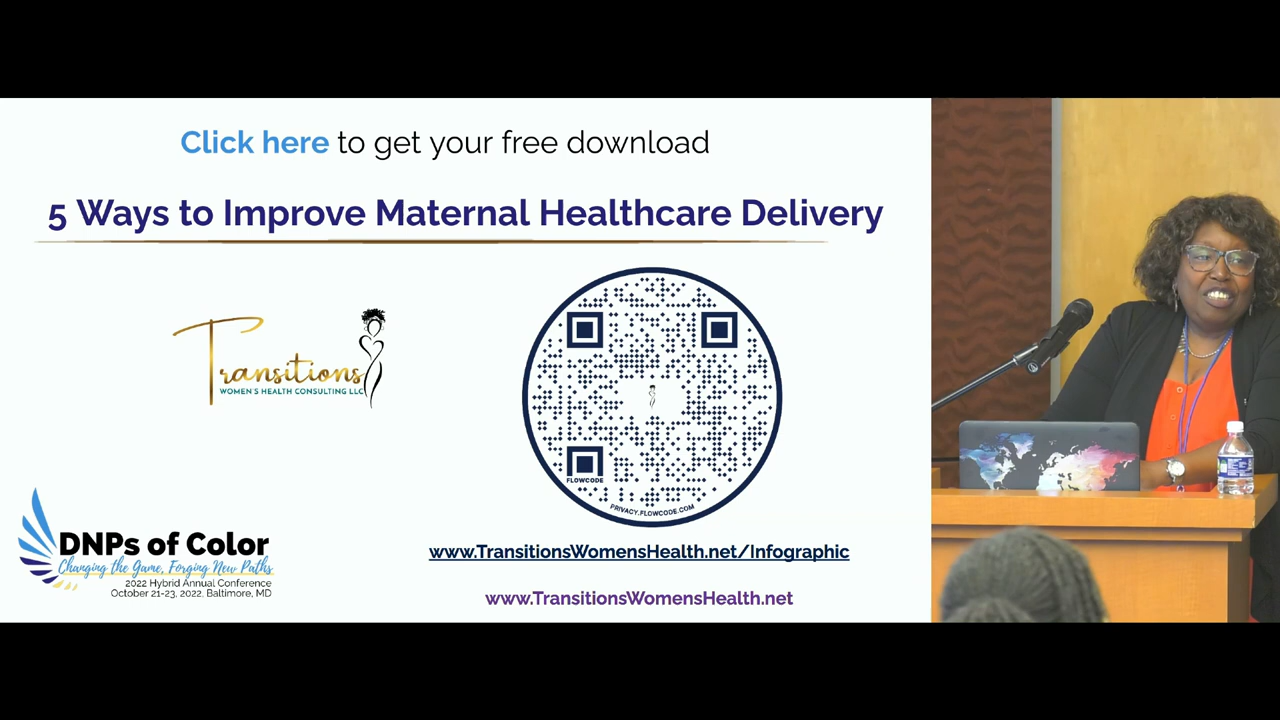 Click here to get your free download
5 Ways to Improve Maternal Healthcare Delivery
Transitions
WOMEN'S HEALTH CONSULTING LLC
FLOWCODE
PRIVACY.FLOWCODE.COM
DNPs of Color
Changing the Game, Forging New Paths
2022 Hybrid Annual Conference
October 21-23, 2022, Baltimore, MD
www.TransitionsWomensHealth.net/Infographic
www.TransitionsWomensHealth.net